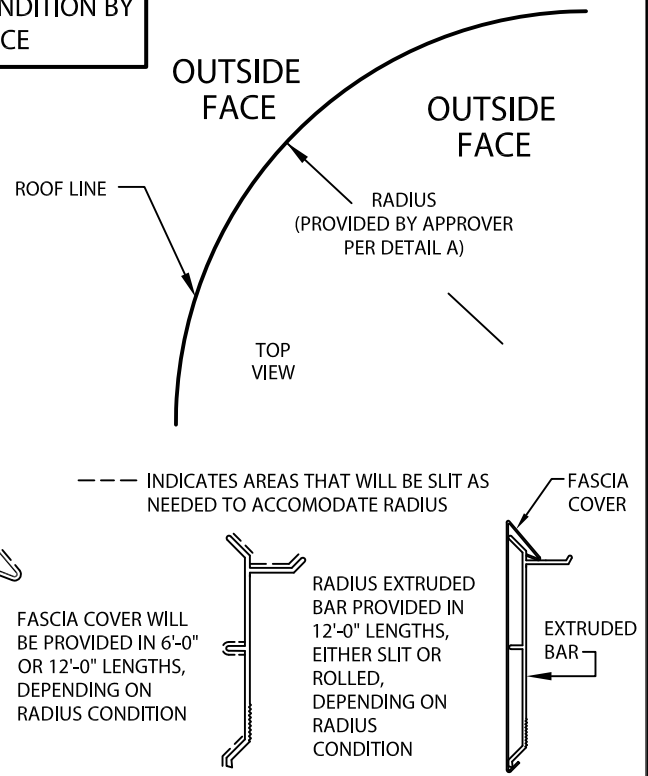 NDITION BY
CE
OUTSIDE
FACE
OUTSIDE
FACE
ROOF LINE
RADIUS
(PROVIDED BY APPROVER
PER DETAIL A)
TOP
VIEW
--- INDICATES AREAS THAT WILL BE SLIT AS
NEEDED TO ACCOMODATE RADIUS
FASCIA
COVER
FASCIA COVER WILL
BE PROVIDED IN 6'-0"
OR 12'-0" LENGTHS,
DEPENDING ON
RADIUS CONDITION
RADIUS EXTRUDED
BAR PROVIDED IN
12'-0" LENGTHS,
EITHER SLIT OR
ROLLED,
DEPENDING ON
RADIUS
CONDITION
EXTRUDED
BAR